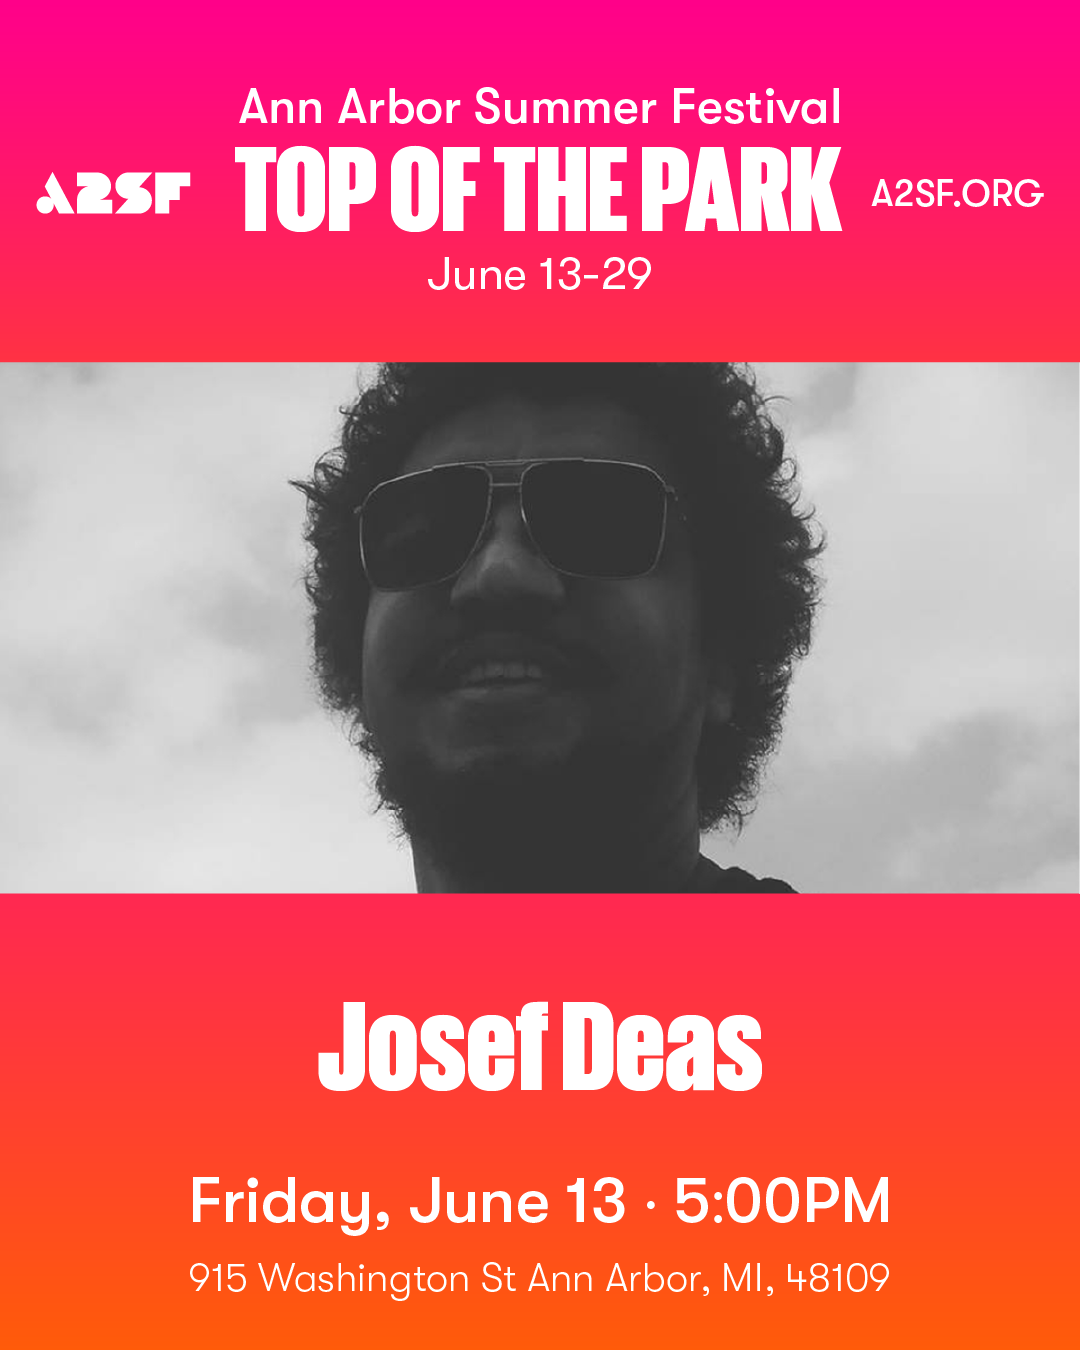 Ann Arbor Summer Festival
A2SF
TOP OF THE PARK
A2SF.ORG
June 13-29
Josef Deas
Friday, June 13 · 5:00PM
915 Washington St Ann Arbor, MI, 48109